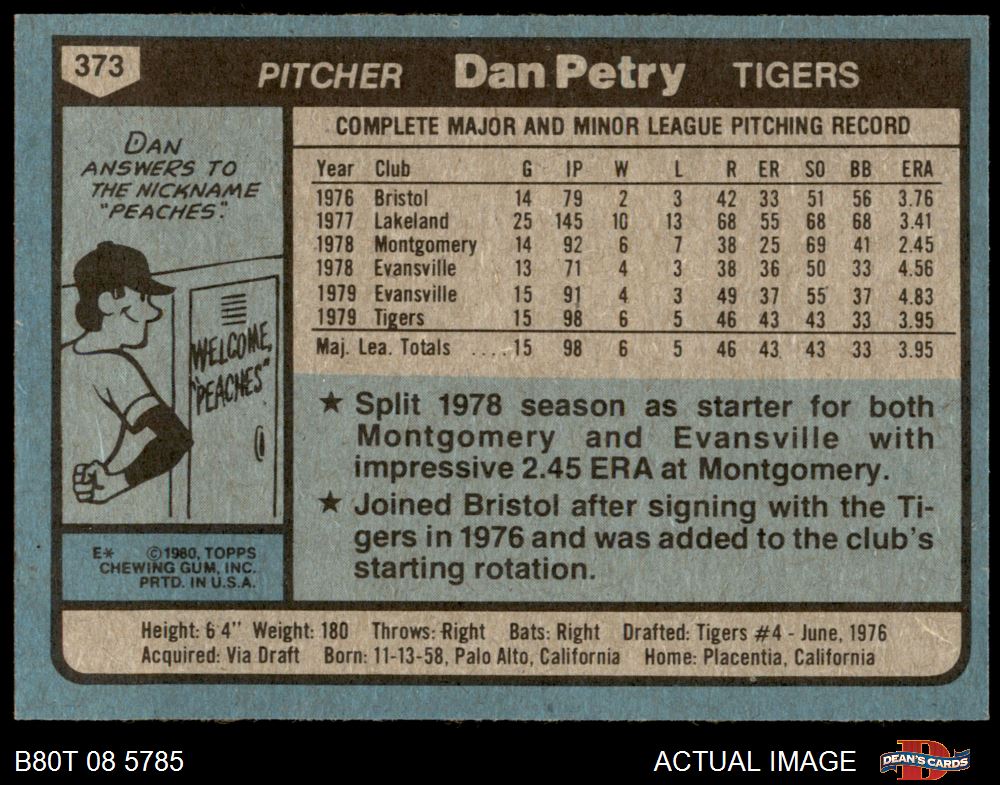 373
PITCHER Dan Petry TIGERS
DAN
ANSWERS TO
THE NICKNAME
"PEACHES."
WELCOME,
"PEACHES"
COMPLETE MAJOR AND MINOR LEAGUE PITCHING RECORD
Year Club G IP W L R ER SO BB ERA
1976 Bristol 14 79 2 3 42 33 51 56 3.76
1977 Lakeland 25 145 10 13 68 55 68 68 3.41
1978 Montgomery 14 92 6 7 38 25 69 41 2.45
1978 Evansville 13 71 4 3 38 36 50 33 4.56
1979 Evansville 15 91 4 3 49 37 55 37 4.83
1979 Tigers 15 98 6 5 46 43 43 33 3.95
Maj. Lea. Totals ....15 98 6 5 46 43 43 33 3.95
★ Split 1978 season as starter for both
Montgomery and Evansville with
impressive 2.45 ERA at Montgomery.
★ Joined Bristol after signing with the Ti-
gers in 1976 and was added to the club's
starting rotation.
E* ©1980, TOPPS
CHEWING GUM, INC.
PRTD. IN U.S.A.
Height: 6'4" Weight: 180 Throws: Right Bats: Right Drafted: Tigers #4 - June, 1976
Acquired: Via Draft Born: 11-13-58, Palo Alto, California Home: Placentia, California
B80T 08 5785
ACTUAL IMAGE
D
DEAN'S CARDS